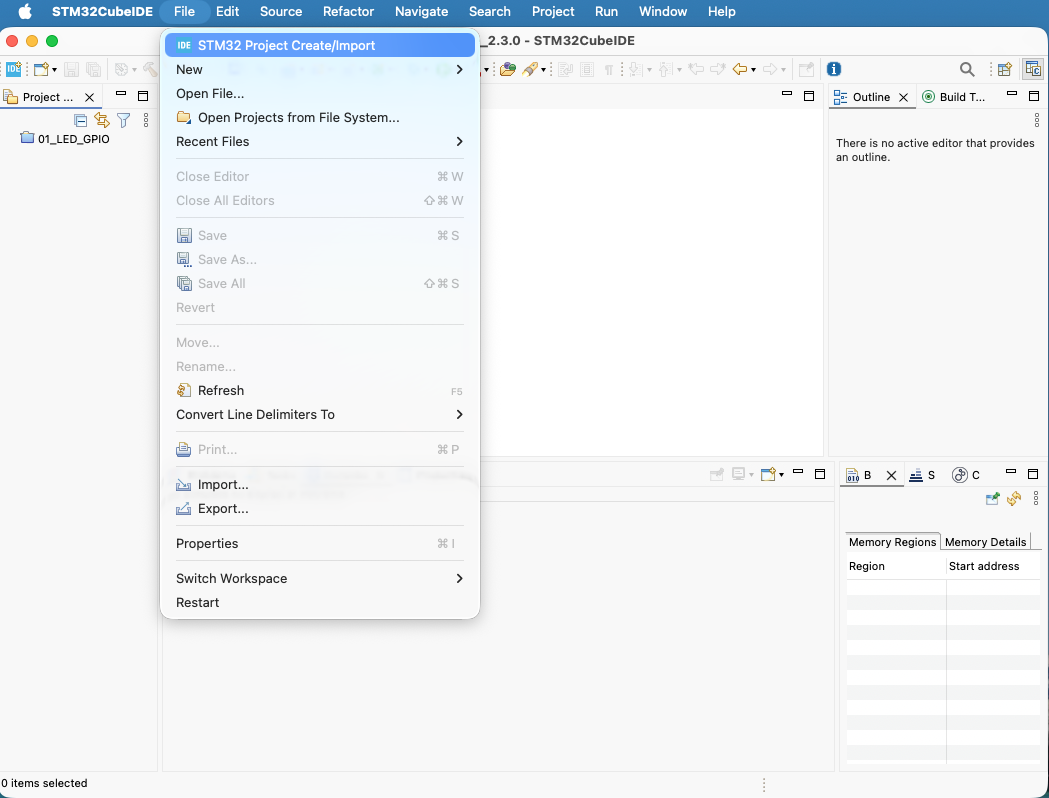 STM32CubeIDE File Edit Source Refactor Navigate Search Project Run Window Help
_2.3.0 - STM32CubeIDE
IDE STM32 Project Create/Import
New
Open File...
Open Projects from File System...
Recent Files
Close Editor ⌘ W
Close All Editors ⇧ ⌘ W
Save ⌘ S
Save As...
Save All ⇧ ⌘ S
Revert
Move...
Rename...
Refresh F5
Convert Line Delimiters To
Print... ⌘ P
Import...
Export...
Properties ⌘ I
Switch Workspace
Restart
IDE
Project ...
01_LED_GPIO
Outline Build T...
There is no active editor that provides
an outline.
010 B S C
Memory Regions Memory Details
Region Start address
0 items selected